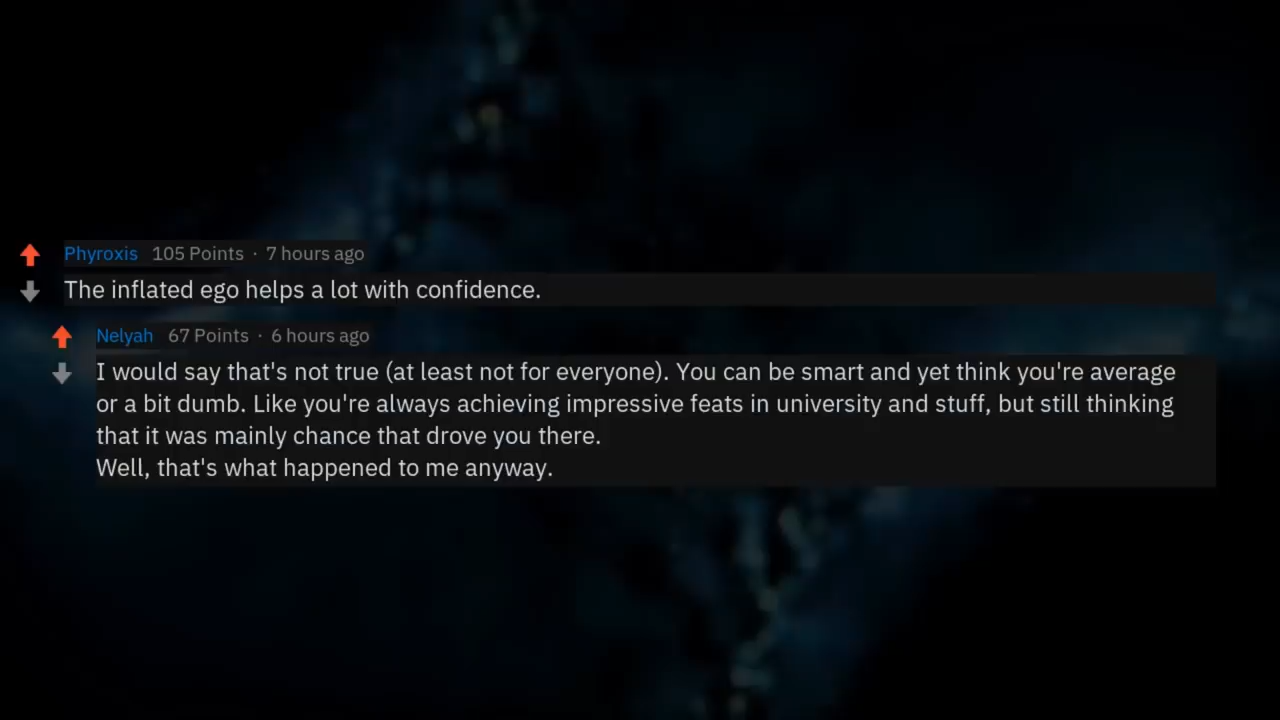 Phyroxis 105 Points · 7 hours ago
The inflated ego helps a lot with confidence.
Nelyah 67 Points · 6 hours ago
I would say that's not true (at least not for everyone). You can be smart and yet think you're average
or a bit dumb. Like you're always achieving impressive feats in university and stuff, but still thinking
that it was mainly chance that drove you there.
Well, that's what happened to me anyway.